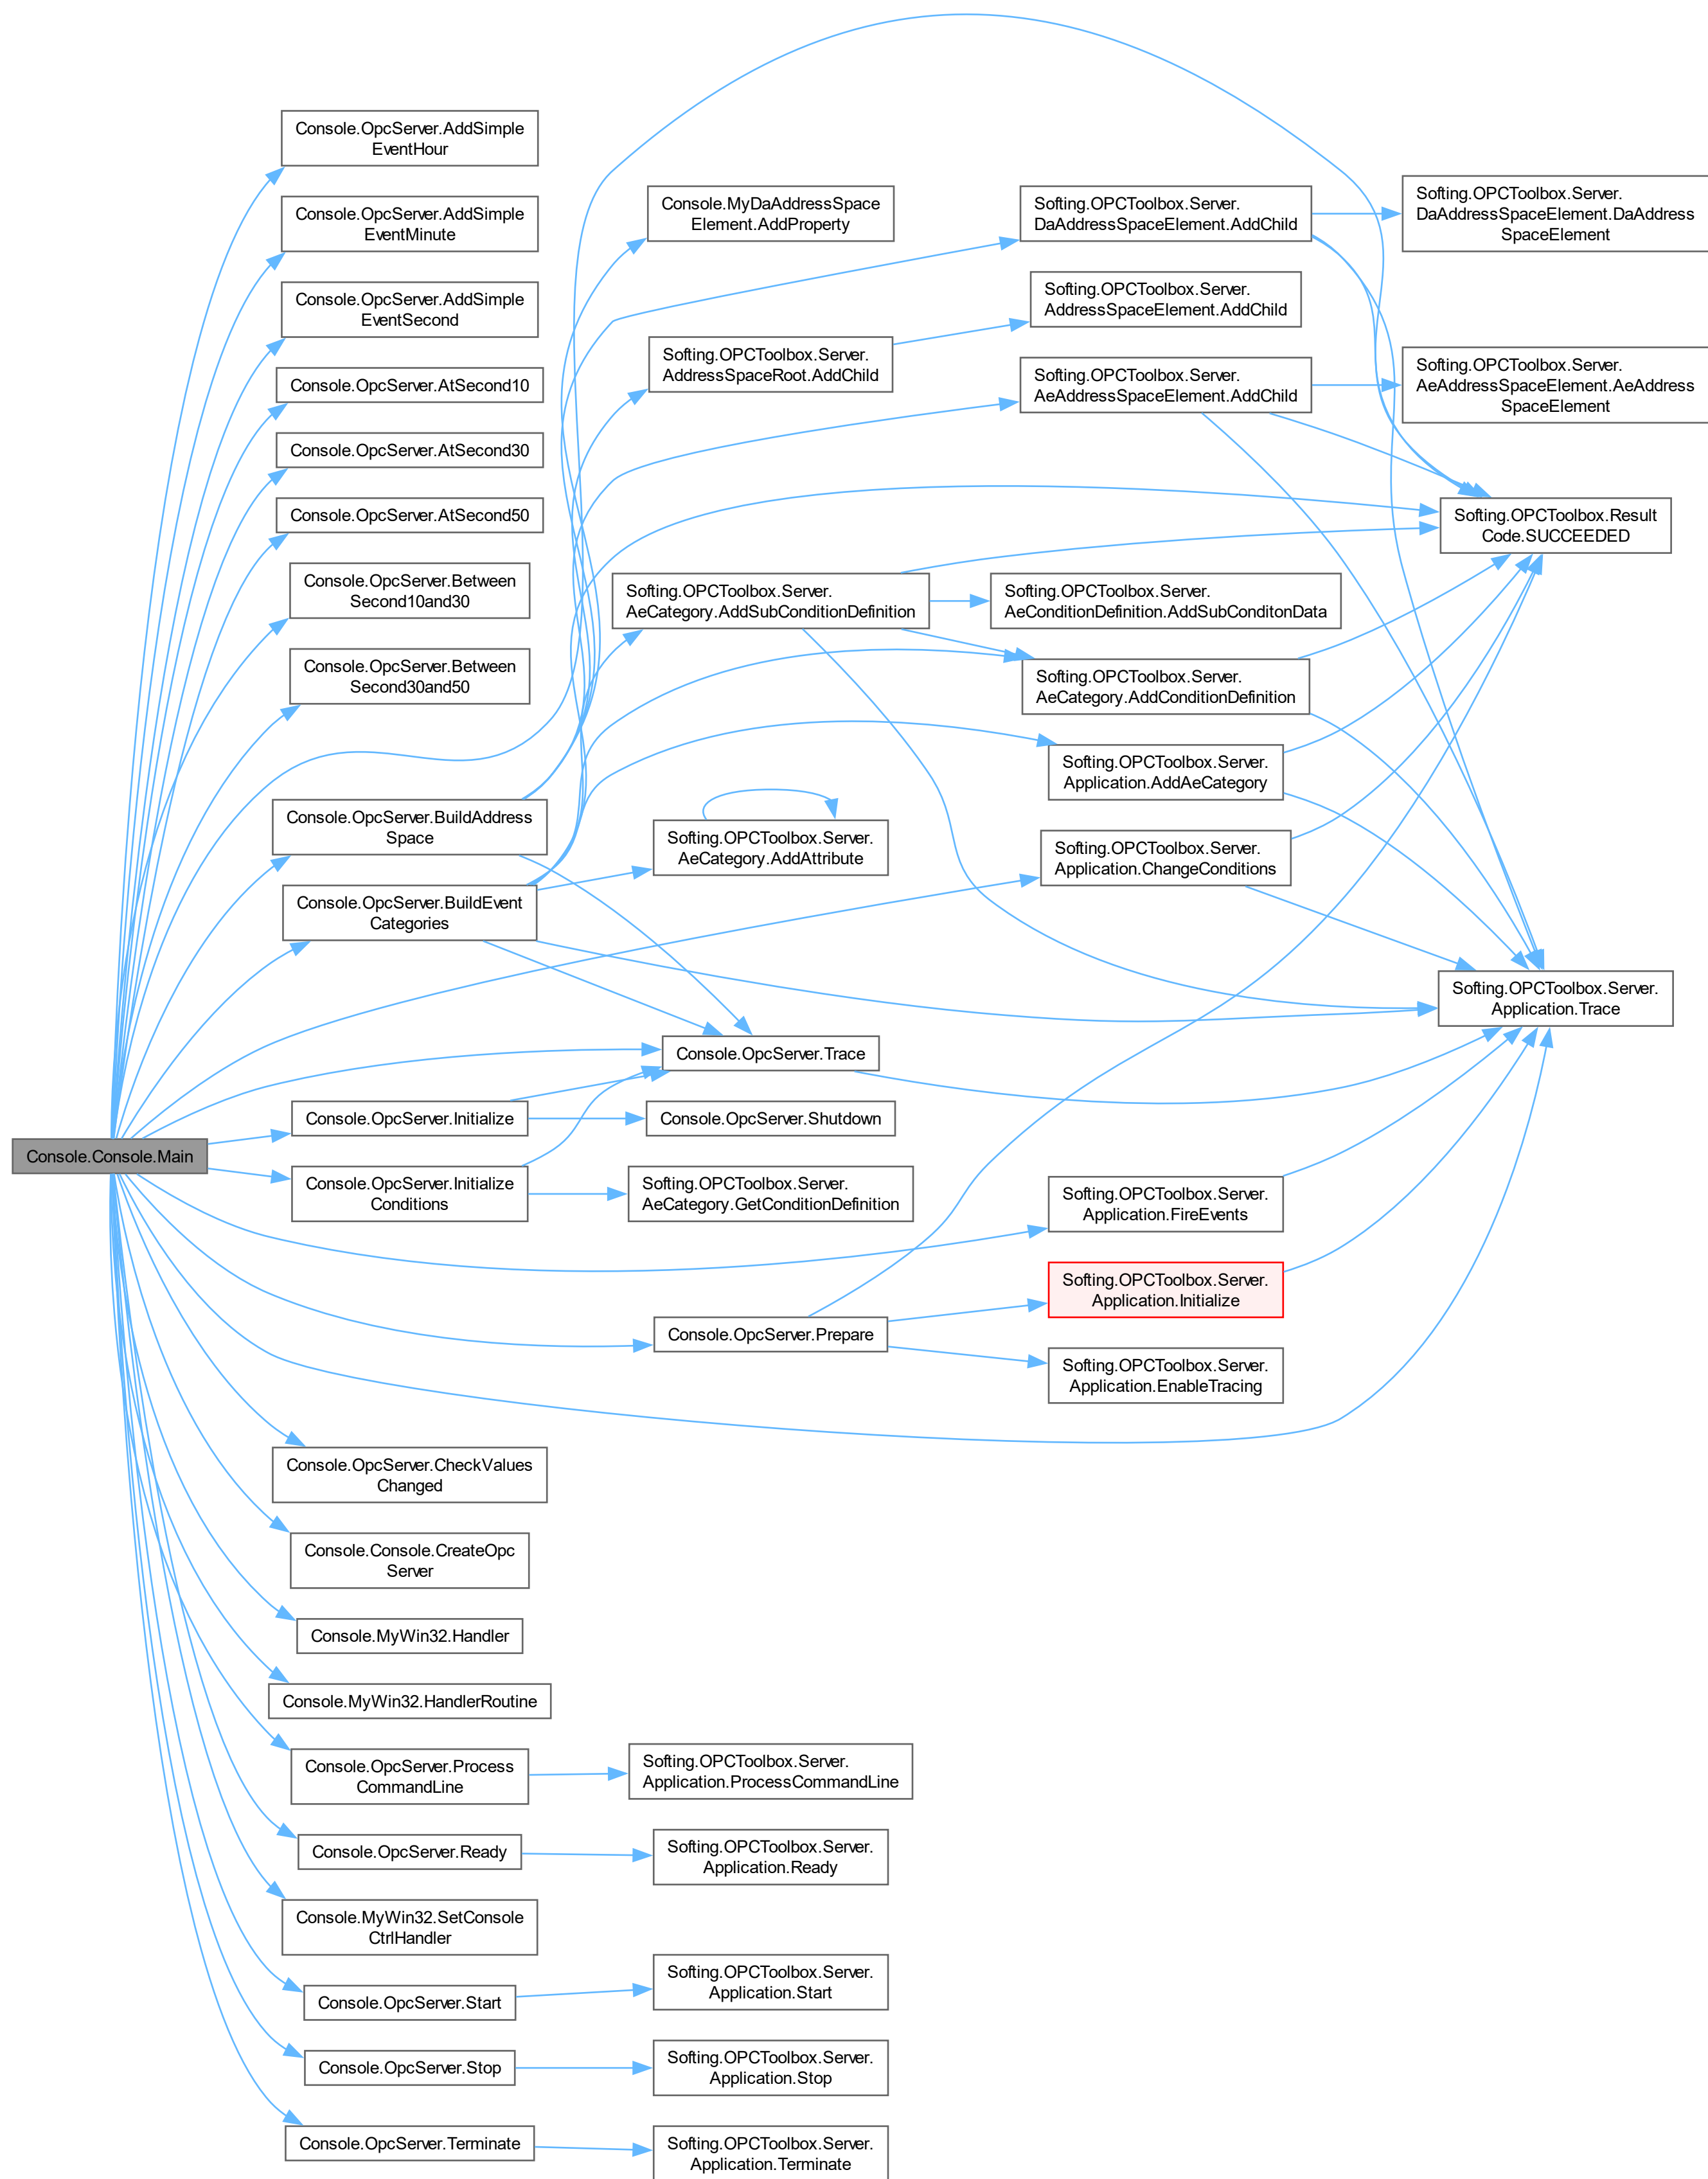 Console.Console.Main
Console.OpcServer.AddSimple
EventHour
Console.OpcServer.AddSimple
EventMinute
Console.OpcServer.AddSimple
EventSecond
Console.OpcServer.AtSecond10
Console.OpcServer.AtSecond30
Console.OpcServer.AtSecond50
Console.OpcServer.Between
Second10and30
Console.OpcServer.Between
Second30and50
Console.OpcServer.BuildAddress
Space
Console.OpcServer.BuildEvent
Categories
Console.OpcServer.Initialize
Console.OpcServer.Initialize
Conditions
Console.OpcServer.CheckValues
Changed
Console.Console.CreateOpc
Server
Console.MyWin32.Handler
Console.MyWin32.HandlerRoutine
Console.OpcServer.Process
CommandLine
Console.OpcServer.Ready
Console.MyWin32.SetConsole
CtrlHandler
Console.OpcServer.Start
Console.OpcServer.Stop
Console.OpcServer.Terminate
Console.MyDaAddressSpace
Element.AddProperty
Softing.OPCToolbox.Server.
AddressSpaceRoot.AddChild
Softing.OPCToolbox.Server.
AeCategory.AddSubConditionDefinition
Softing.OPCToolbox.Server.
AeCategory.AddAttribute
Console.OpcServer.Trace
Console.OpcServer.Shutdown
Softing.OPCToolbox.Server.
AeCategory.GetConditionDefinition
Console.OpcServer.Prepare
Softing.OPCToolbox.Server.
Application.ProcessCommandLine
Softing.OPCToolbox.Server.
Application.Ready
Softing.OPCToolbox.Server.
Application.Start
Softing.OPCToolbox.Server.
Application.Stop
Softing.OPCToolbox.Server.
Application.Terminate
Softing.OPCToolbox.Server.
DaAddressSpaceElement.AddChild
Softing.OPCToolbox.Server.
AddressSpaceElement.AddChild
Softing.OPCToolbox.Server.
AeAddressSpaceElement.AddChild
Softing.OPCToolbox.Server.
AeConditionDefinition.AddSubConditonData
Softing.OPCToolbox.Server.
AeCategory.AddConditionDefinition
Softing.OPCToolbox.Server.
Application.AddAeCategory
Softing.OPCToolbox.Server.
Application.ChangeConditions
Softing.OPCToolbox.Server.
Application.FireEvents
Softing.OPCToolbox.Server.
Application.Initialize
Softing.OPCToolbox.Server.
Application.EnableTracing
Softing.OPCToolbox.Server.
DaAddressSpaceElement.DaAddress
SpaceElement
Softing.OPCToolbox.Server.
AeAddressSpaceElement.AeAddress
SpaceElement
Softing.OPCToolbox.Result
Code.SUCCEEDED
Softing.OPCToolbox.Server.
Application.Trace